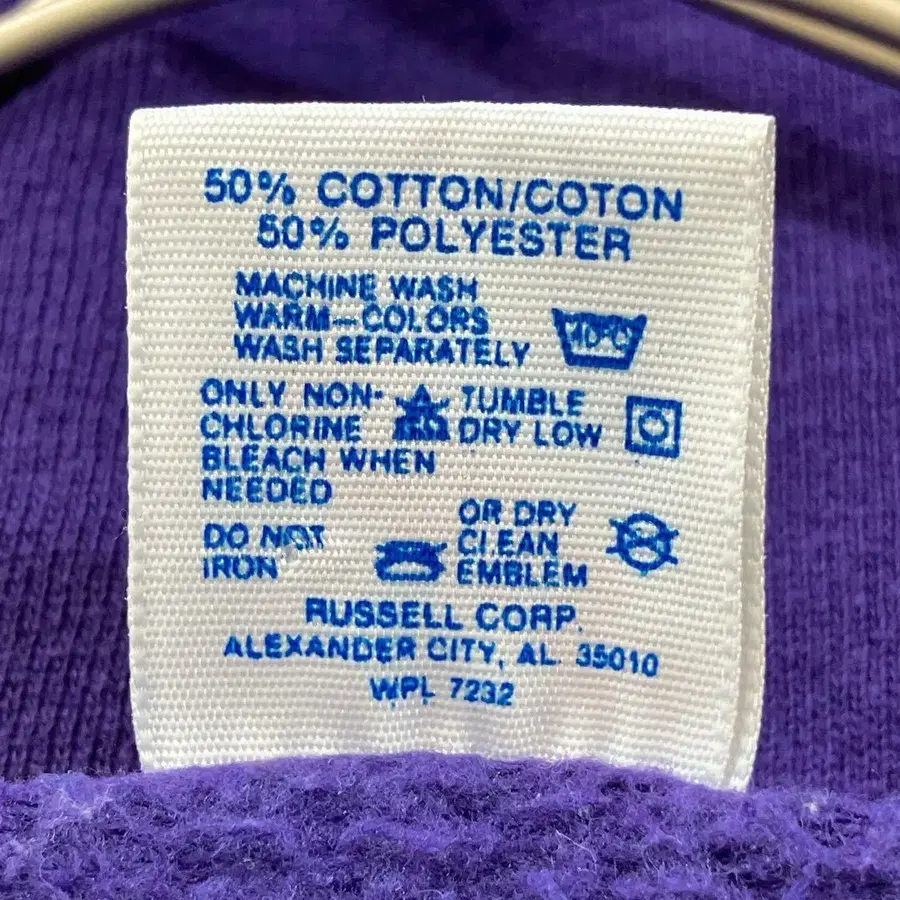 50% COTTON/COTON
50% POLYESTER
MACHINE WASH
WARM-COLORS
WASH SEPARATELY
40°C
ONLY NON-
CHLORINE
BLEACH WHEN
NEEDED
TUMBLE
DRY LOW
DO NOT
IRON
OR DRY
CLEAN
EMBLEM
RUSSELL CORP.
ALEXANDER CITY, AL. 35010
WPL 7232